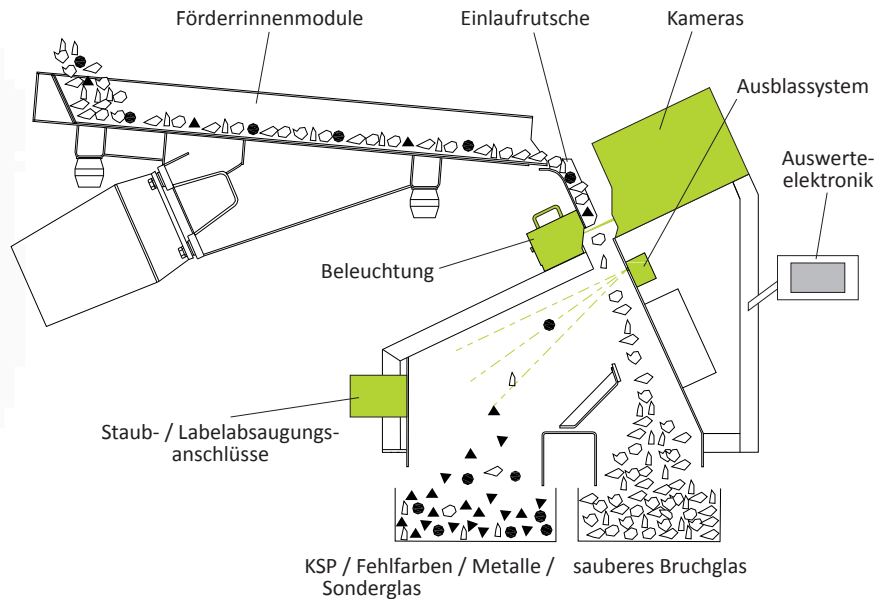 Förderrinnenmodule
Einlaufrutsche
Kameras
Ausblassystem
Auswerte-
elektronik
Beleuchtung
Staub- / Labelabsaugungs-
anschlüsse
KSP / Fehlfarben / Metalle /
Sonderglas
sauberes Bruchglas